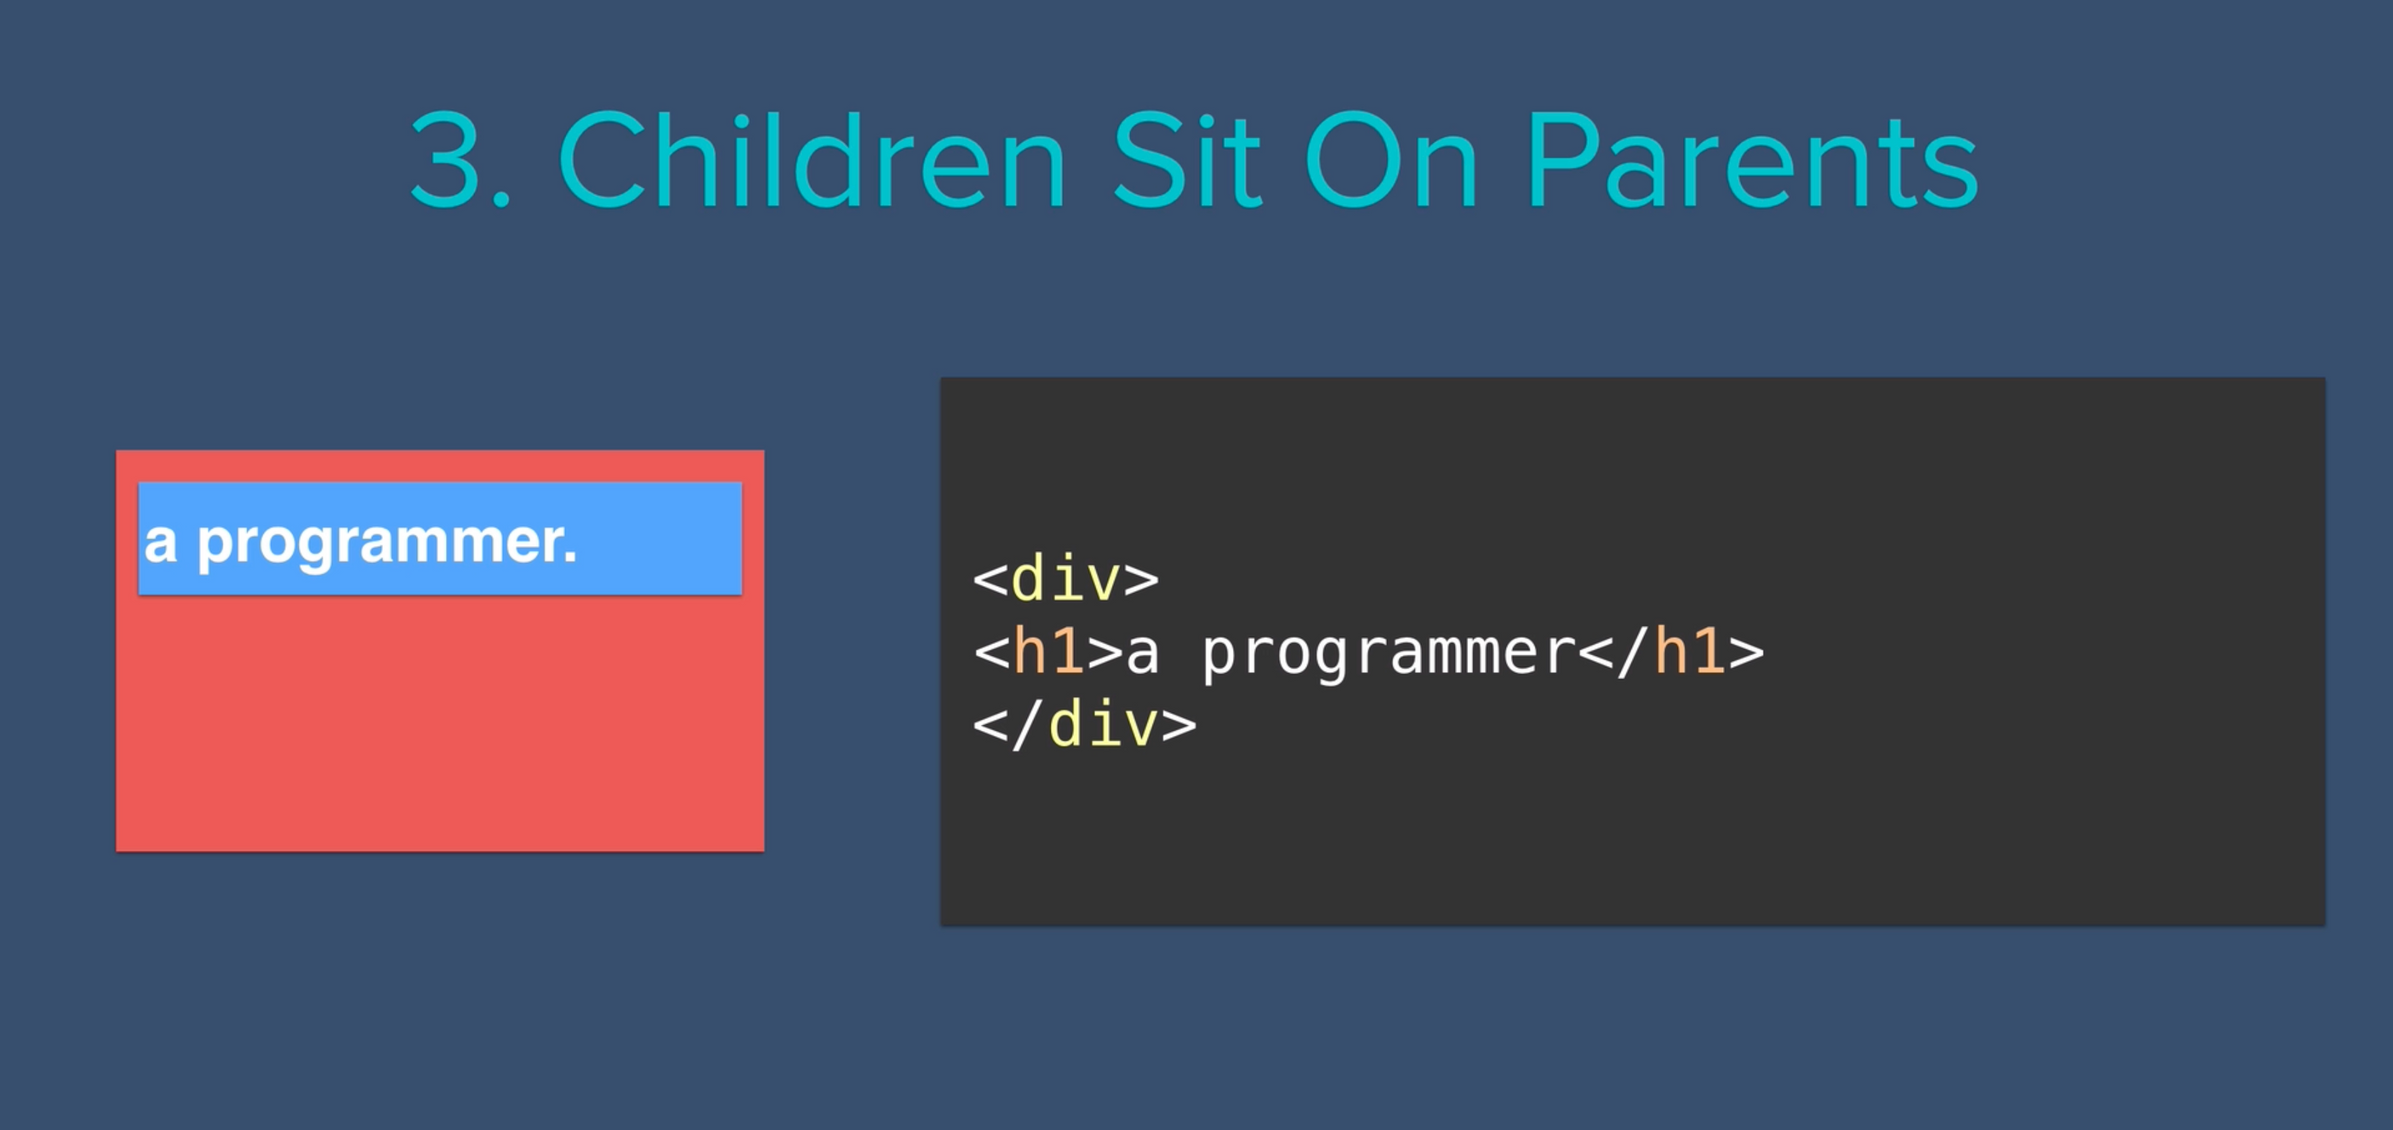 3. Children Sit On Parents
a programmer.
<div>
<h1>a programmer</h1>
</div>